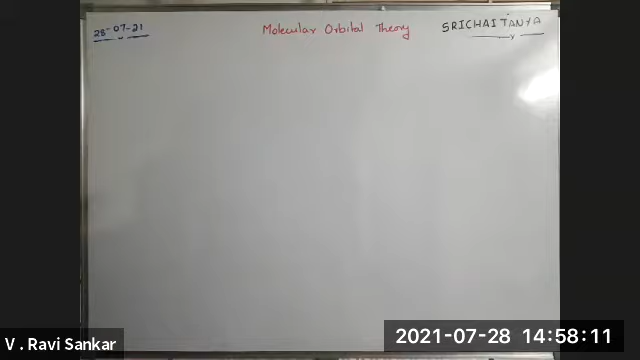 28-07-21 Molecular Orbital Theory SRICHAITANYA
V . Ravi Sankar
2021-07-28 14:58:11